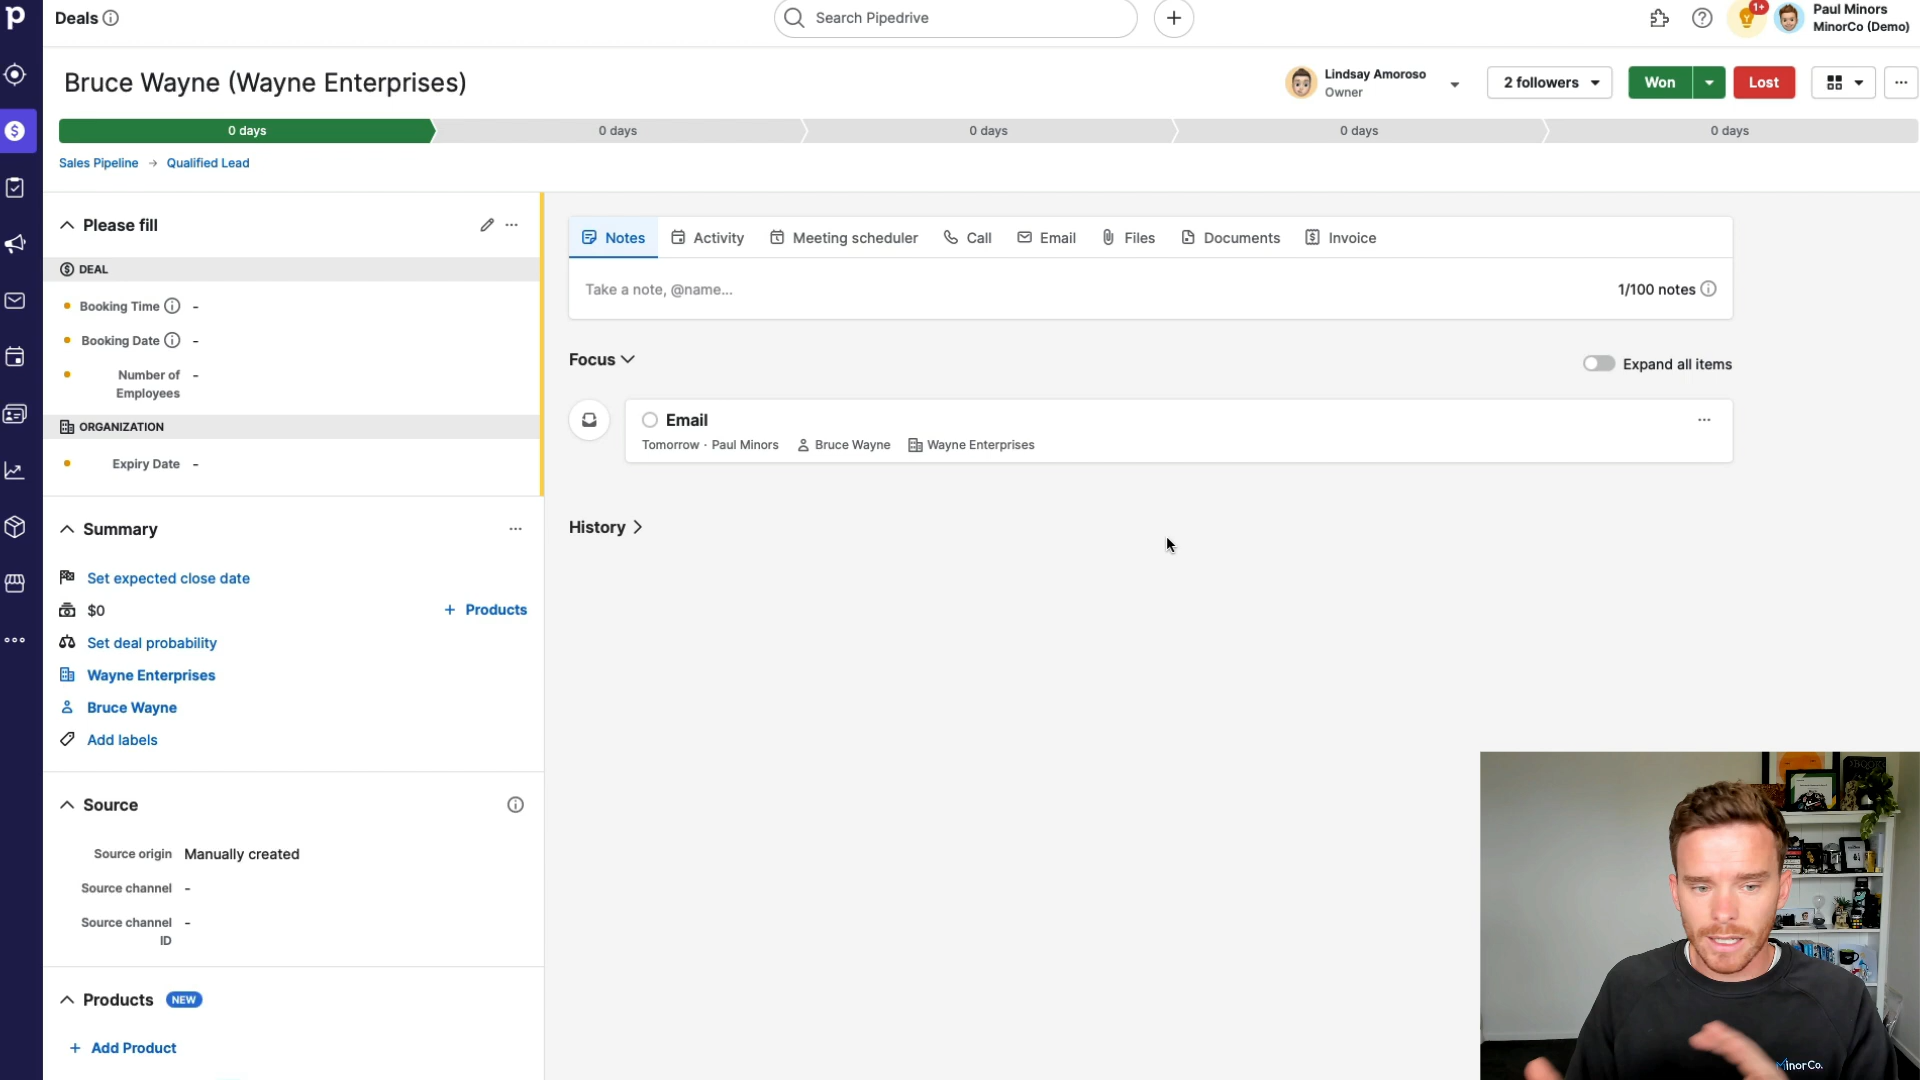 Deals
Search Pipedrive
1+
Paul Minors
MinorCo (Demo)
Bruce Wayne (Wayne Enterprises)
Lindsay Amoroso
Owner
2 followers
Won
Lost
0 days
0 days
0 days
0 days
0 days
Sales Pipeline → Qualified Lead
Please fill
DEAL
Booking Time -
Booking Date -
Number of
Employees
-
ORGANIZATION
Expiry Date -
Summary
Set expected close date
$0
+ Products
Set deal probability
Wayne Enterprises
Bruce Wayne
Add labels
Source
Source origin Manually created
Source channel -
Source channel
ID
-
Products NEW
+ Add Product
Notes
Activity
Meeting scheduler
Call
Email
Files
Documents
Invoice
Take a note, @name...
1/100 notes
Focus
Expand all items
Email
Tomorrow · Paul Minors Bruce Wayne Wayne Enterprises
History
MinorCo.